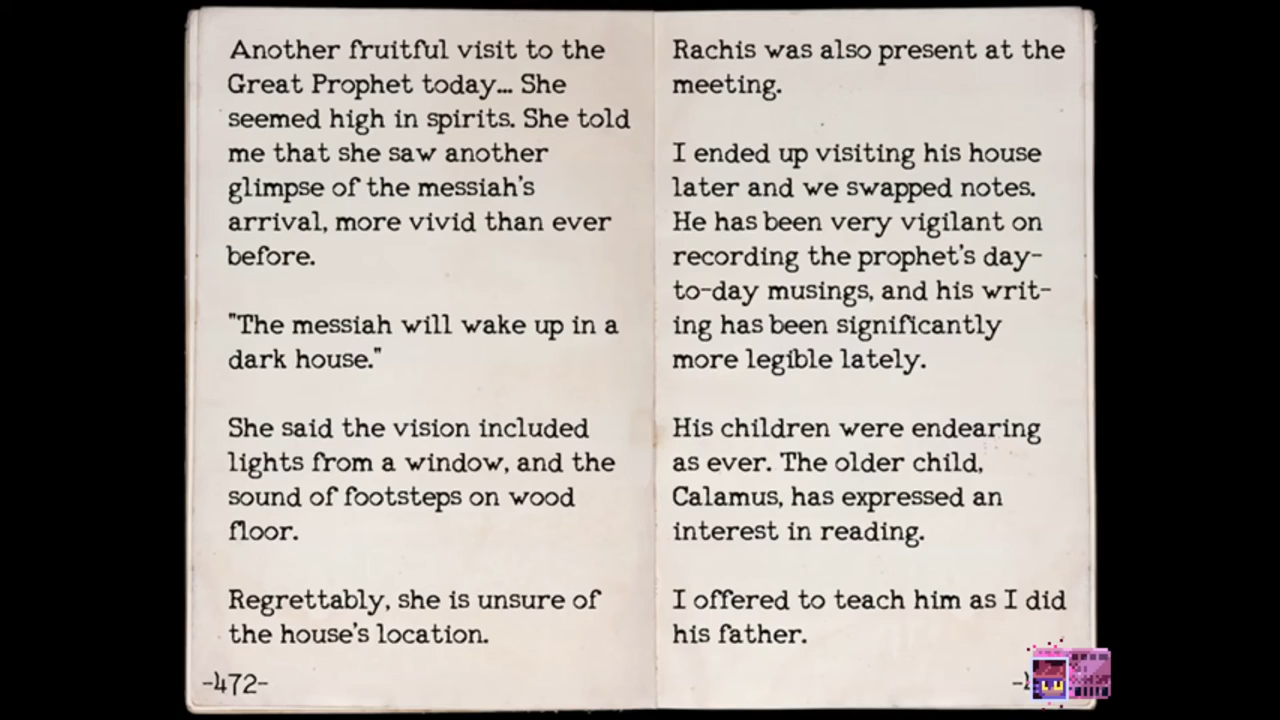 Another fruitful visit to the
Great Prophet today... She
seemed high in spirits. She told
me that she saw another
glimpse of the messiah's
arrival, more vivid than ever
before.
"The messiah will wake up in a
dark house."
She said the vision included
lights from a window, and the
sound of footsteps on wood
floor.
Regrettably, she is unsure of
the house's location.
-472-
Rachis was also present at the
meeting.
I ended up visiting his house
later and we swapped notes.
He has been very vigilant on
recording the prophet's day-
to-day musings, and his writ-
ing has been significantly
more legible lately.
His children were endearing
as ever. The older child,
Calamus, has expressed an
interest in reading.
I offered to teach him as I did
his father.